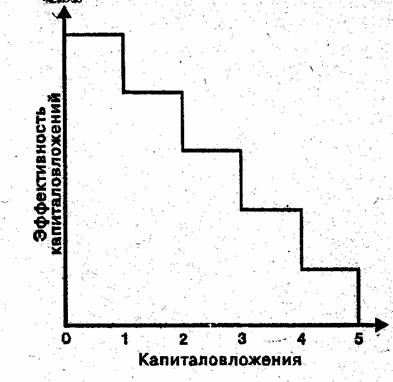 Эффективность
капиталовложений
0 1 2 3 4 5
Капиталовложения